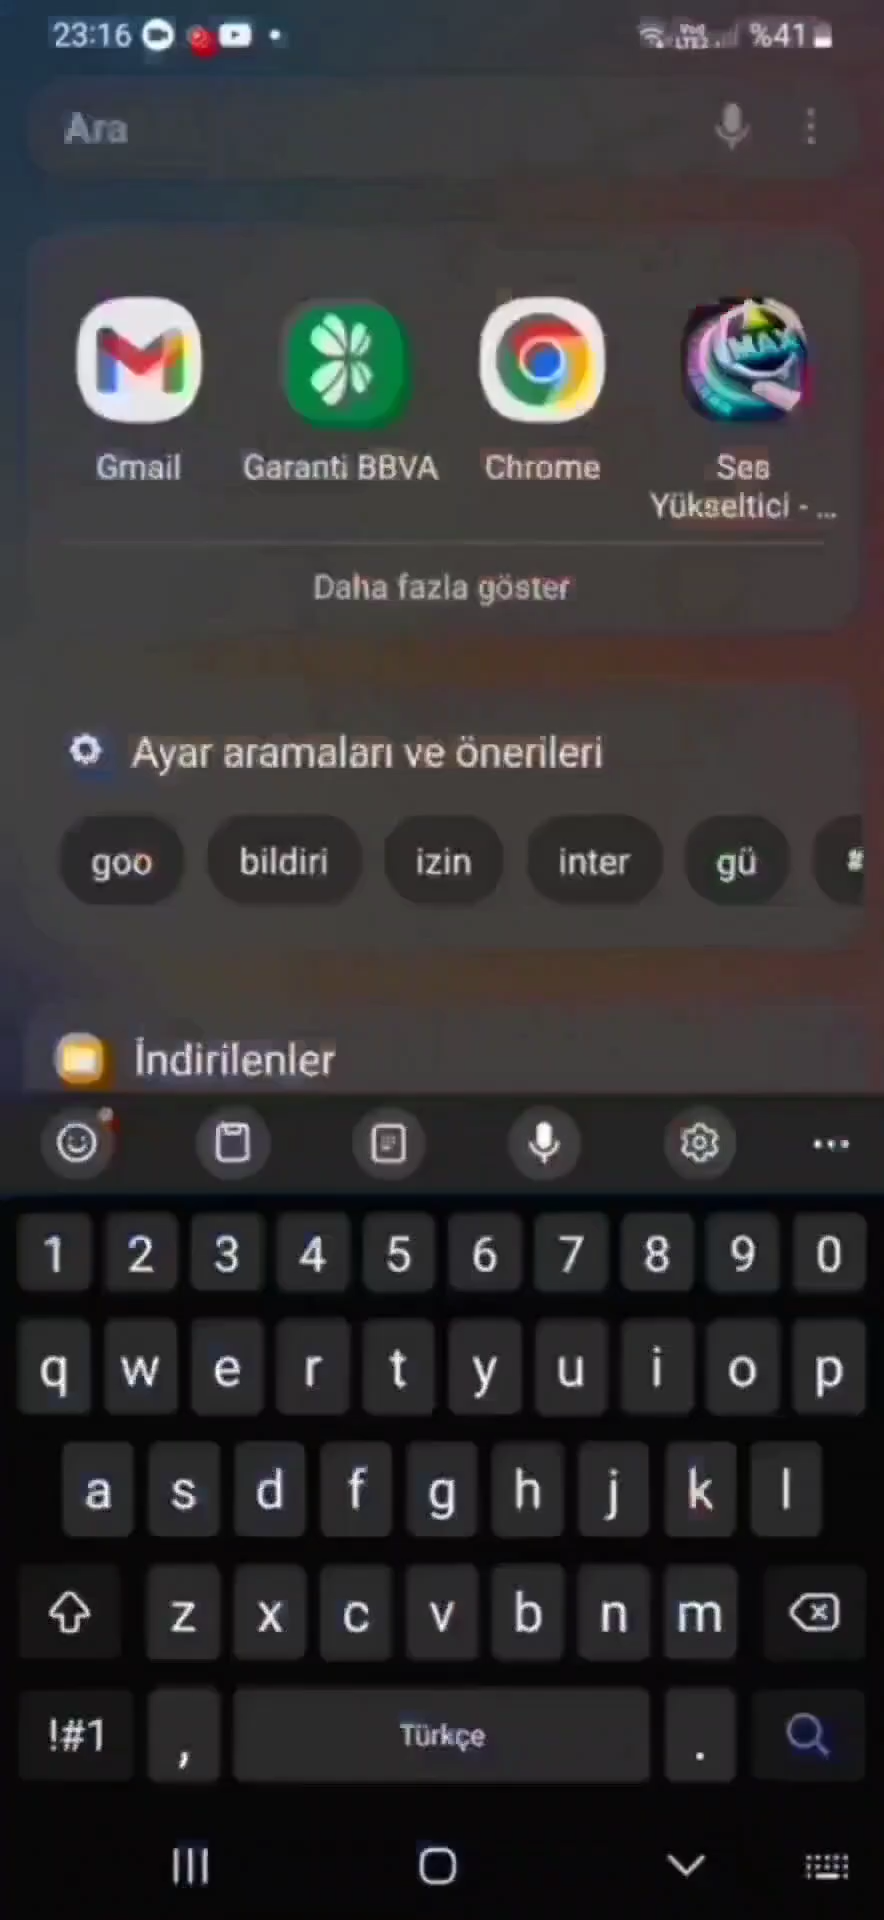 23:16 %41
Ara
Gmail Garanti BBVA Chrome Ses
Yükseltici - ...
Daha fazla göster
Ayar aramaları ve önerileri
goo bildiri izin inter gü #
İndirilenler
1 2 3 4 5 6 7 8 9 0
q w e r t y u i o p
a s d f g h j k l
z x c v b n m
!#1 , Türkçe .